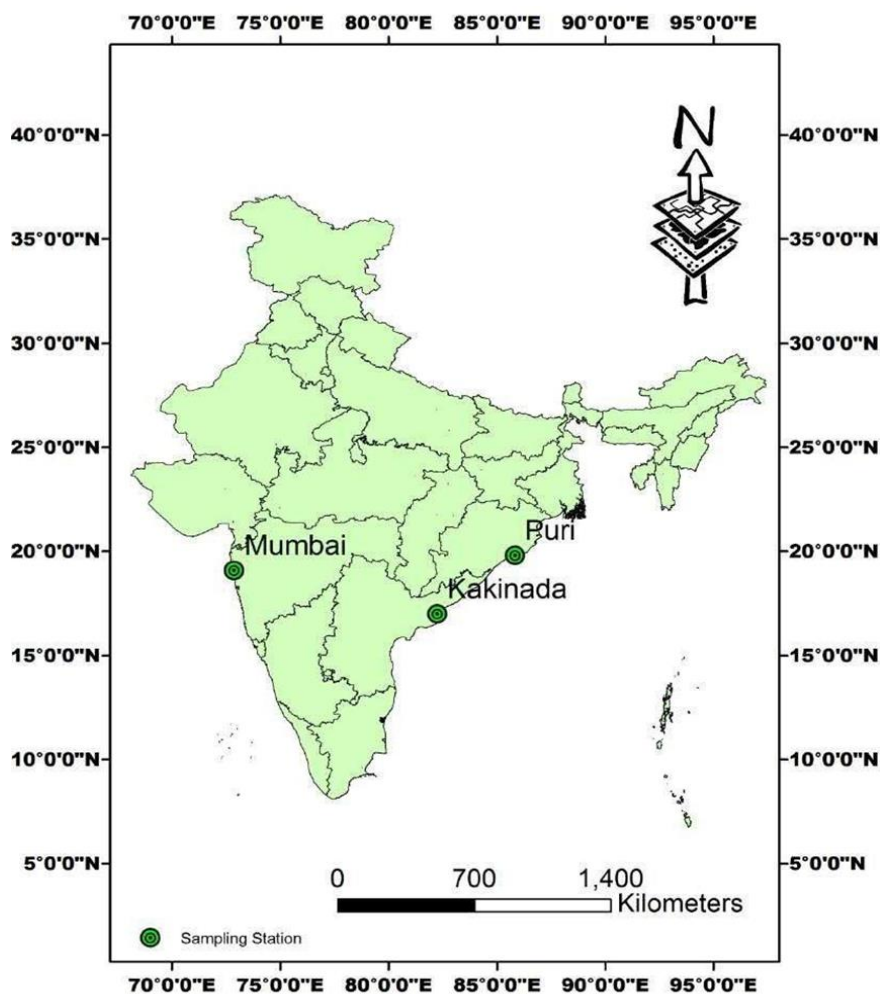 70°0'0"E 75°0'0"E 80°0'0"E 85°0'0"E 90°0'0"E 95°0'0"E
N
40°0'0"N 40°0'0"N
35°0'0"N 35°0'0"N
30°0'0"N 30°0'0"N
25°0'0"N 25°0'0"N
Puri
20°0'0"N 20°0'0"N
Mumbai
Kakinada
15°0'0"N 15°0'0"N
10°0'0"N 10°0'0"N
5°0'0"N 5°0'0"N
0 700 1,400
Kilometers
Sampling Station
70°0'0"E 75°0'0"E 80°0'0"E 85°0'0"E 90°0'0"E 95°0'0"E